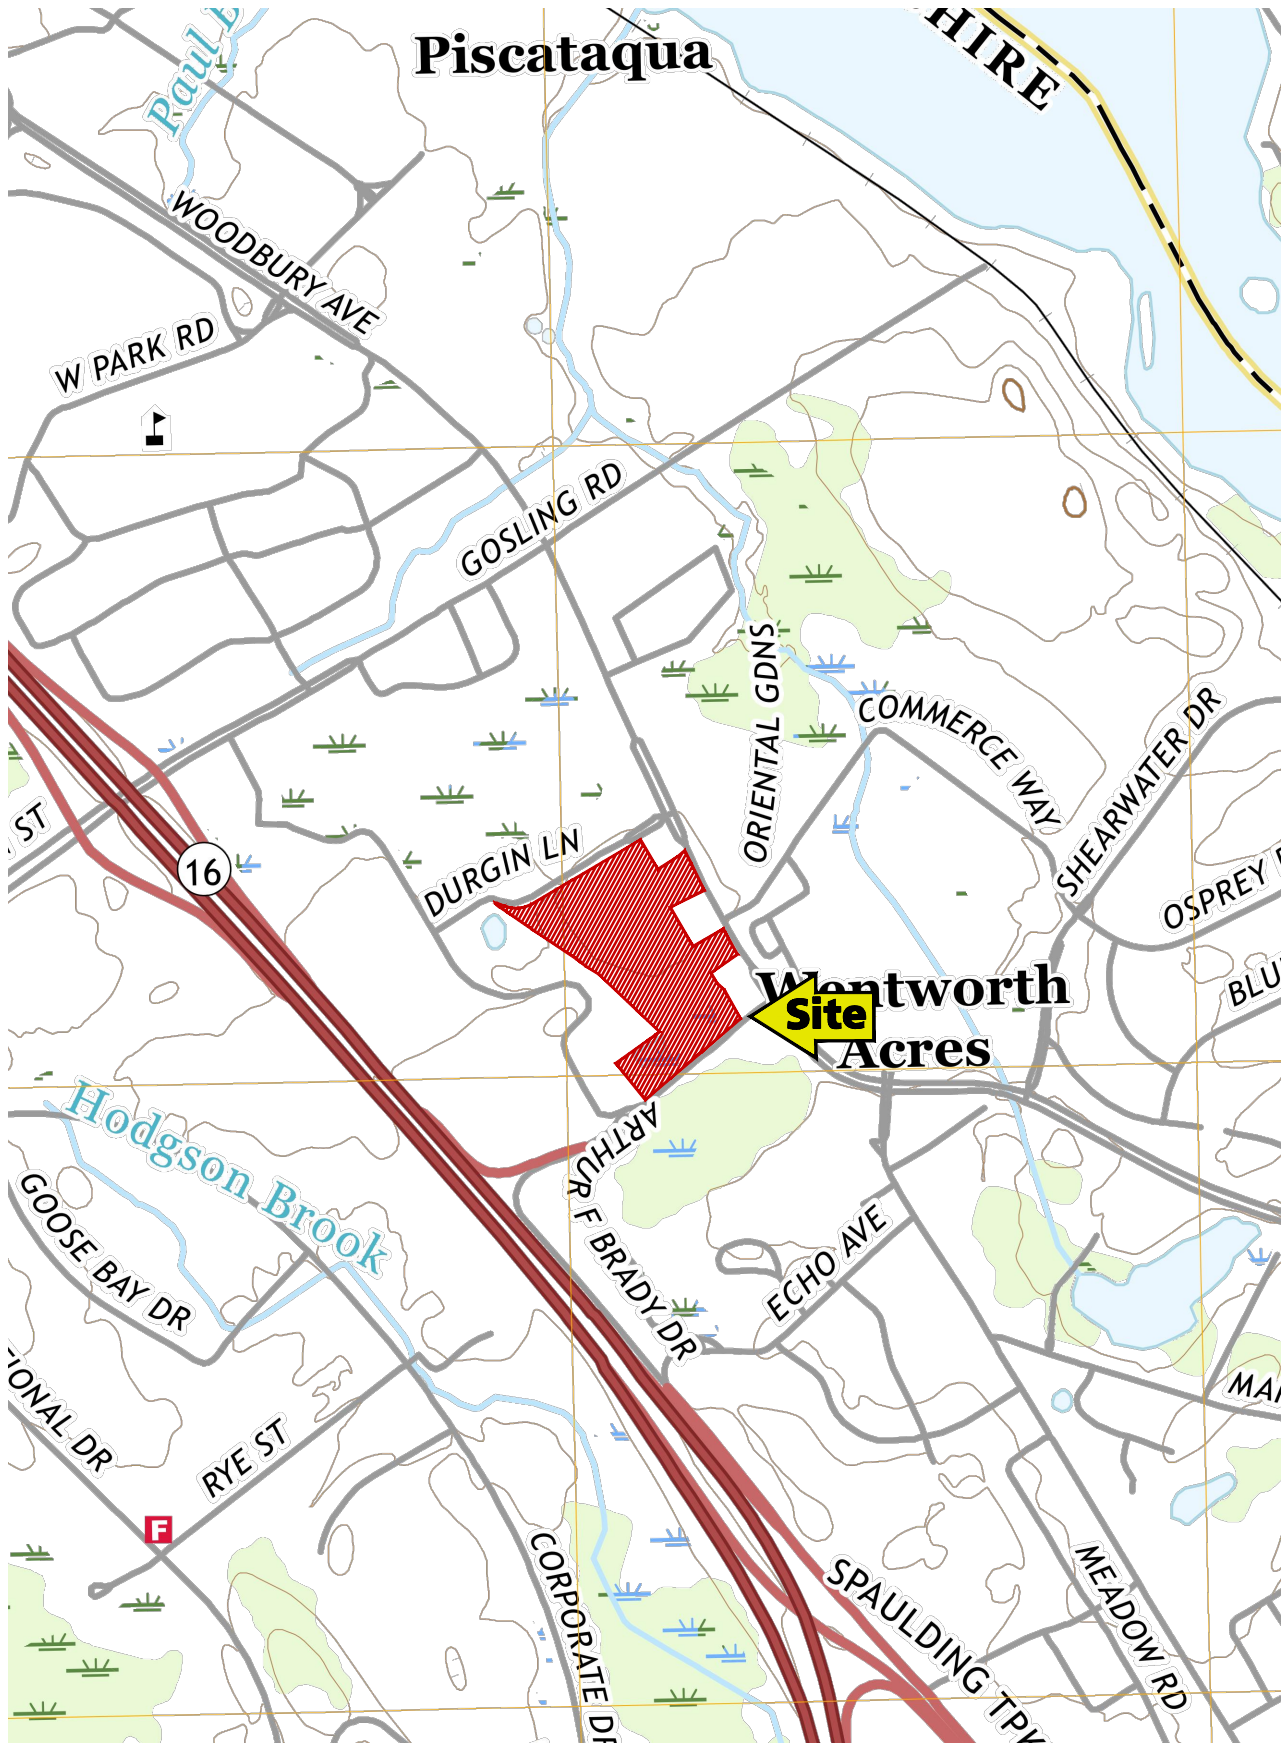 Piscataqua
HIRE
Paul B
WOODBURY AVE
W PARK RD
GOSLING RD
ORIENTAL GDNS
COMMERCE WAY
SHEARWATER DR
ST
16
DURGIN LN
OSPREY
BLU
Wentworth
Acres
Site
Hodgson Brook
ARTHUR F BRADY DR
GOOSE BAY DR
ECHO AVE
IONAL DR
RYE ST
MA
F
CORPORATE DR
SPAULDING TPK
MEADOW RD